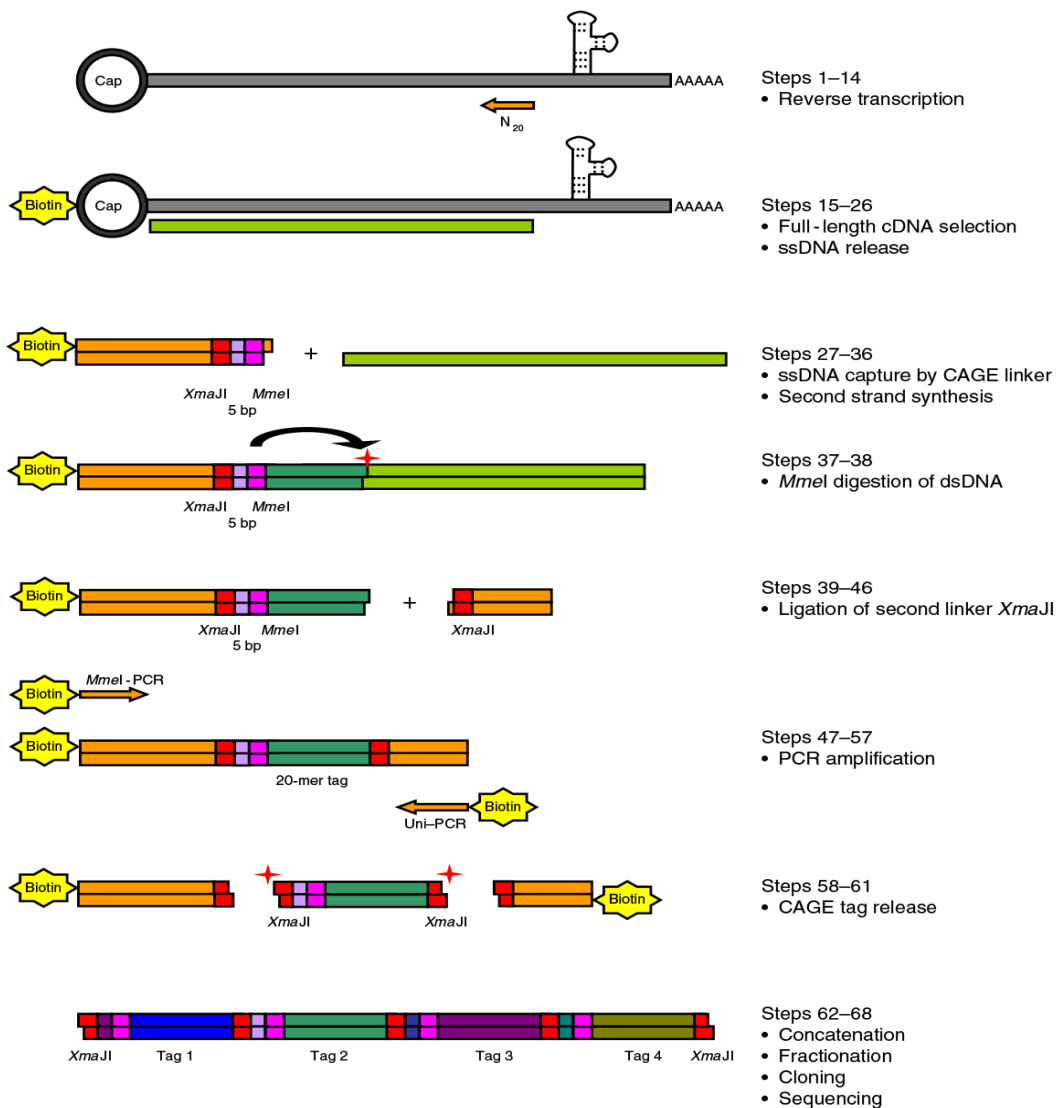 Cap
AAAAA
N20
Steps 1–14
• Reverse transcription
Biotin
Cap
AAAAA
Steps 15–26
• Full-length cDNA selection
• ssDNA release
Biotin
+
XmaJI MmeI
5 bp
Steps 27–36
• ssDNA capture by CAGE linker
• Second strand synthesis
Biotin
XmaJI MmeI
5 bp
Steps 37–38
• MmeI digestion of dsDNA
Biotin
+
XmaJI MmeI XmaJI
5 bp
Steps 39–46
• Ligation of second linker XmaJI
Biotin
MmeI-PCR
Biotin
20-mer tag
Uni–PCR
Biotin
Steps 47–57
• PCR amplification
Biotin
XmaJI XmaJI
Biotin
Steps 58–61
• CAGE tag release
XmaJI Tag 1 Tag 2 Tag 3 Tag 4 XmaJI
Steps 62–68
• Concatenation
• Fractionation
• Cloning
• Sequencing